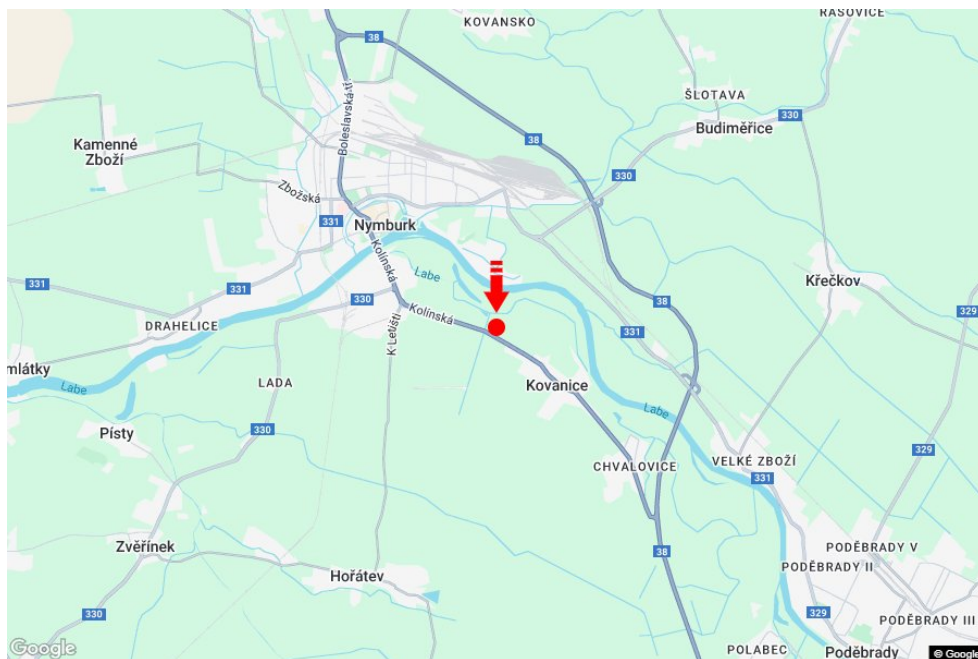 KOVANSKO
RAŠOVICE
38
ŠLOTAVA
330
Budiměřice
Boleslavská tř.
38
Kamenné
Zboží
330
Zbožská
331
Nymburk
Kolínská
Labe
331
331
330
Křečkov
38
329
DRAHELICE
Kolínská
331
K Letišti
mlátky
Labe
LADA
Kovanice
Labe
Písty
330
329
CHVALOVICE
VELKÉ ZBOŽÍ
331
Zvěřínek
38
PODĚBRADY V
PODĚBRADY II
Hořátev
330
329
PODĚBRADY III
POLABEC
Poděbrady
Google
© Google